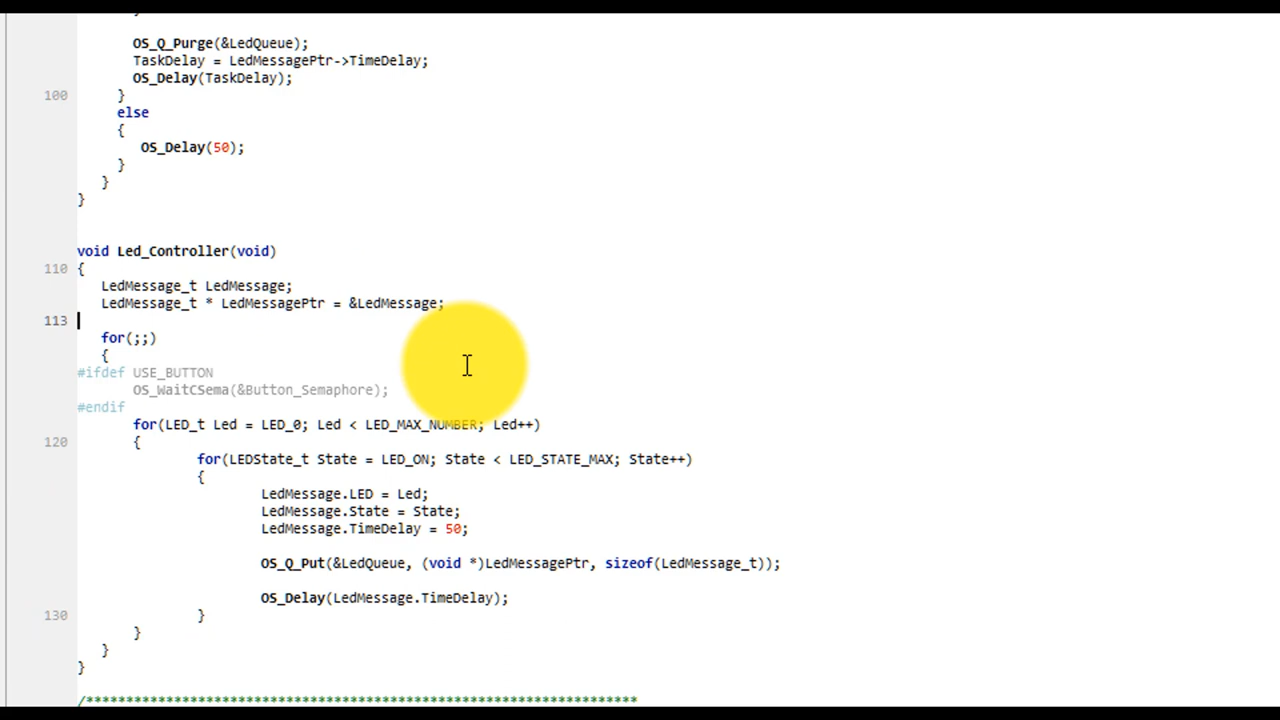 OS_Q_Purge(&LedQueue);
TaskDelay = LedMessagePtr->TimeDelay;
OS_Delay(TaskDelay);
100 }
else
{
OS_Delay(50);
}
}
}
void Led_Controller(void)
110 {
LedMessage_t LedMessage;
LedMessage_t * LedMessagePtr = &LedMessage;
113
for(;;)
{
#ifdef USE_BUTTON
OS_WaitCSema(&Button_Semaphore);
#endif
for(LED_t Led = LED_0; Led < LED_MAX_NUMBER; Led++)
120 {
for(LEDState_t State = LED_ON; State < LED_STATE_MAX; State++)
{
LedMessage.LED = Led;
LedMessage.State = State;
LedMessage.TimeDelay = 50;
OS_Q_Put(&LedQueue, (void *)LedMessagePtr, sizeof(LedMessage_t));
OS_Delay(LedMessage.TimeDelay);
130 }
}
}
}
/*********************************************************************